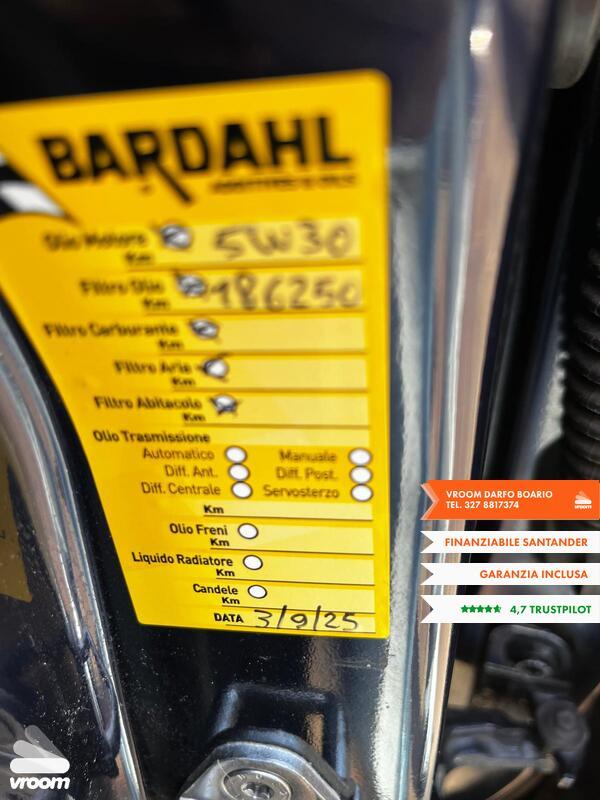 BARDAHL
Olio Motore 5W30
Km
Filtro Olio 186250
Km
Filtro Carburante
Km
Filtro Aria
Km
Filtro Abitacolo
Km
Olio Trasmissione
Automatico Manuale
Diff. Ant. Diff. Post.
Diff. Centrale Servosterzo
Km
Olio Freni
Km
Liquido Radiatore
Km
Candele
Km
DATA 3/9/25
VROOM DARFO BOARIO
TEL. 327 8817374
vroom
FINANZIABILE SANTANDER
GARANZIA INCLUSA
4,7 TRUSTPILOT
vroom